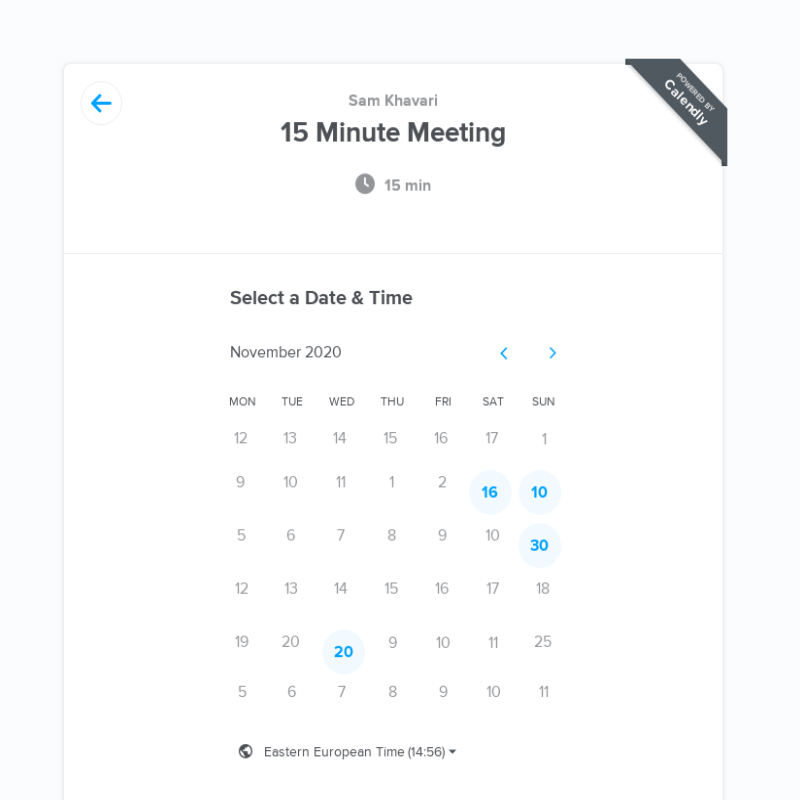 POWERED BY
Calendly
Sam Khavari
15 Minute Meeting
15 min
Select a Date & Time
November 2020
MON TUE WED THU FRI SAT SUN
12 13 14 15 16 17 1
9 10 11 1 2 16 10
5 6 7 8 9 10 30
12 13 14 15 16 17 18
19 20 20 9 10 11 25
5 6 7 8 9 10 11
Eastern European Time (14:56)